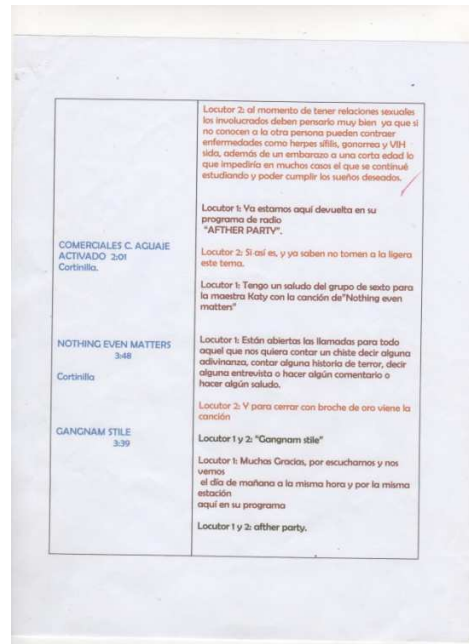 Locutor 2: al momento de tener relaciones sexuales
los involucrados deben pensarlo muy bien ya que si
no conocen a la otra persona pueden contraer
enfermedades como herpes sífilis, gonorrea y VIH
sida, además de un embarazo a una corta edad lo
que impediría en muchos casos el que se continué
estudiando y poder cumplir los sueños deseados.
Locutor 1: Ya estamos aquí devuelta en su
programa de radio
"AFTHER PARTY".
COMERCIALES C. AGUAJE
ACTIVADO 2:01
Cortinilla.
Locutor 2: Si así es, y ya saben no tomen a la ligera
este tema.
Locutor 1: Tengo un saludo del grupo de sexto para
la maestra Katy con la canción de"Nothing even
matters"
NOTHING EVEN MATTERS
3:48
Cortinilla
Locutor 1: Están abiertas las llamadas para todo
aquel que nos quiera contar un chiste decir alguna
adivinanza, contar alguna historia de terror, decir
alguna entrevista o hacer algún comentario o
hacer algún saludo.
Locutor 2: Y para cerrar con broche de oro viene la
canción
GANGNAM STILE
3:39
Locutor 1 y 2: "Gangnam stile"
Locutor 1: Muchas Gracias, por escucharnos y nos
vemos
el día de mañana a la misma hora y por la misma
estación
aquí en su programa
Locutor 1 y 2: afther party.